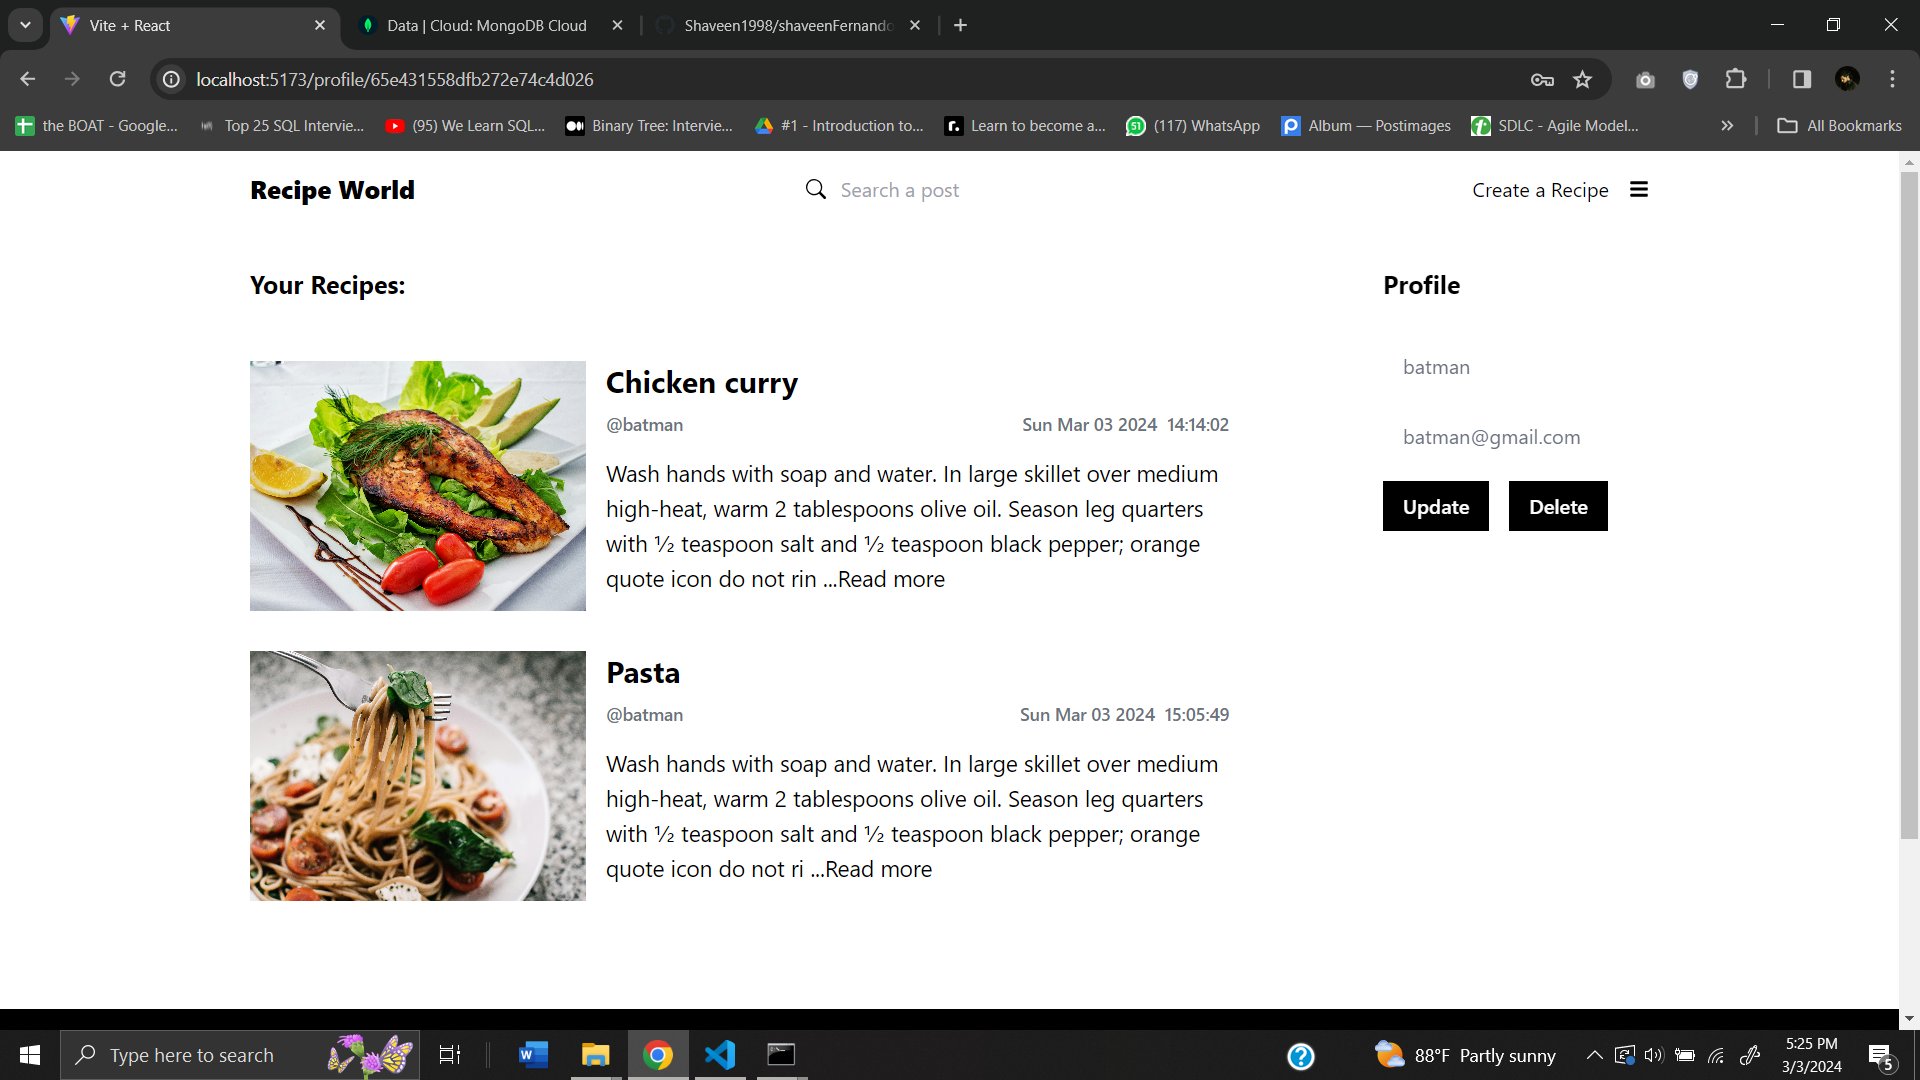 Vite + React
Data | Cloud: MongoDB Cloud
Shaveen1998/shaveenFernando
localhost:5173/profile/65e431558dfb272e74c4d026
the BOAT - Google...
Top 25 SQL Intervie...
(95) We Learn SQL...
Binary Tree: Intervie...
#1 - Introduction to...
Learn to become a...
(117) WhatsApp
Album — Postimages
SDLC - Agile Model...
All Bookmarks
Recipe World
Search a post
Create a Recipe
Your Recipes:
Profile
Chicken curry
@batman
Sun Mar 03 2024 14:14:02
Wash hands with soap and water. In large skillet over medium
high-heat, warm 2 tablespoons olive oil. Season leg quarters
with ½ teaspoon salt and ½ teaspoon black pepper; orange
quote icon do not rin ...Read more
batman
batman@gmail.com
Update
Delete
Pasta
@batman
Sun Mar 03 2024 15:05:49
Wash hands with soap and water. In large skillet over medium
high-heat, warm 2 tablespoons olive oil. Season leg quarters
with ½ teaspoon salt and ½ teaspoon black pepper; orange
quote icon do not ri ...Read more
Type here to search
88°F Partly sunny
5:25 PM
3/3/2024
5